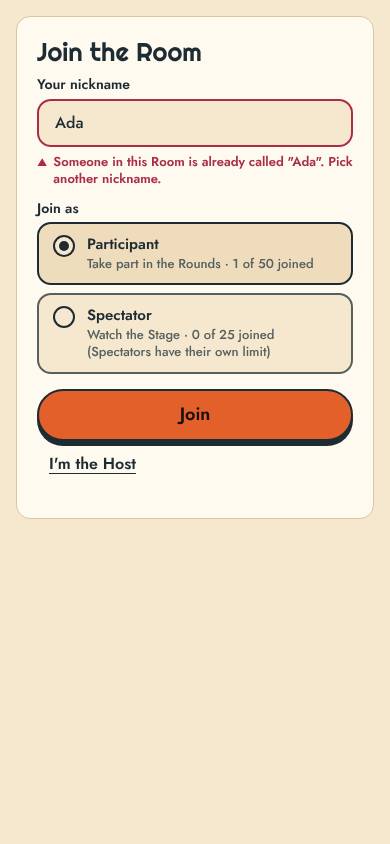 Join the Room
Your nickname
Ada
Someone in this Room is already called "Ada". Pick
another nickname.
Join as
Participant
Take part in the Rounds · 1 of 50 joined
Spectator
Watch the Stage · 0 of 25 joined
(Spectators have their own limit)
Join
I'm the Host